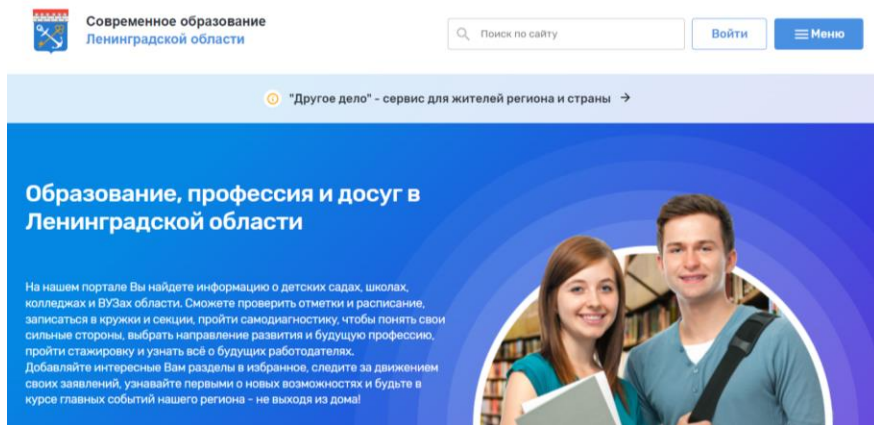 Современное образование
Ленинградской области
Поиск по сайту
Войти
Меню
"Другое дело" - сервис для жителей региона и страны →
Образование, профессия и досуг в
Ленинградской области
На нашем портале Вы найдете информацию о детских садах, школах,
колледжах и ВУЗах области. Сможете проверить отметки и расписание,
записаться в кружки и секции, пройти самодиагностику, чтобы понять свои
сильные стороны, выбрать направление развития и будущую профессию,
пройти стажировку и узнать всё о будущих работодателях.
Добавляйте интересные Вам разделы в избранное, следите за движением
своих заявлений, узнавайте первыми о новых возможностях и будьте в
курсе главных событий нашего региона - не выходя из дома!